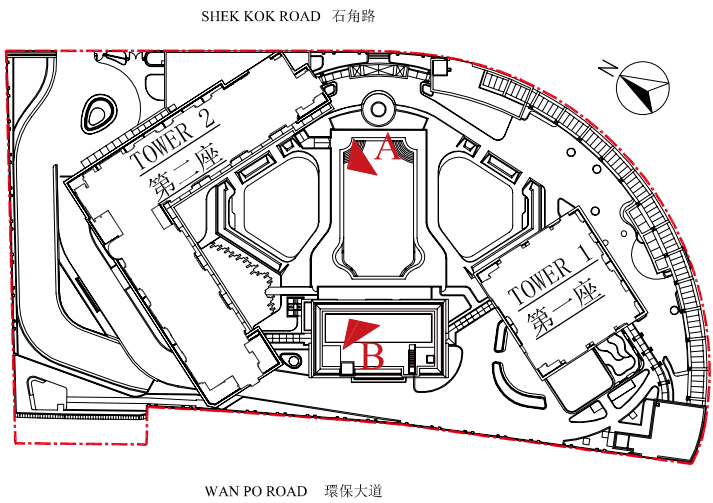 SHEK KOK ROAD 石角路
N
TOWER 2
第二座
A
TOWER 1
第一座
B
WAN PO ROAD 環保大道